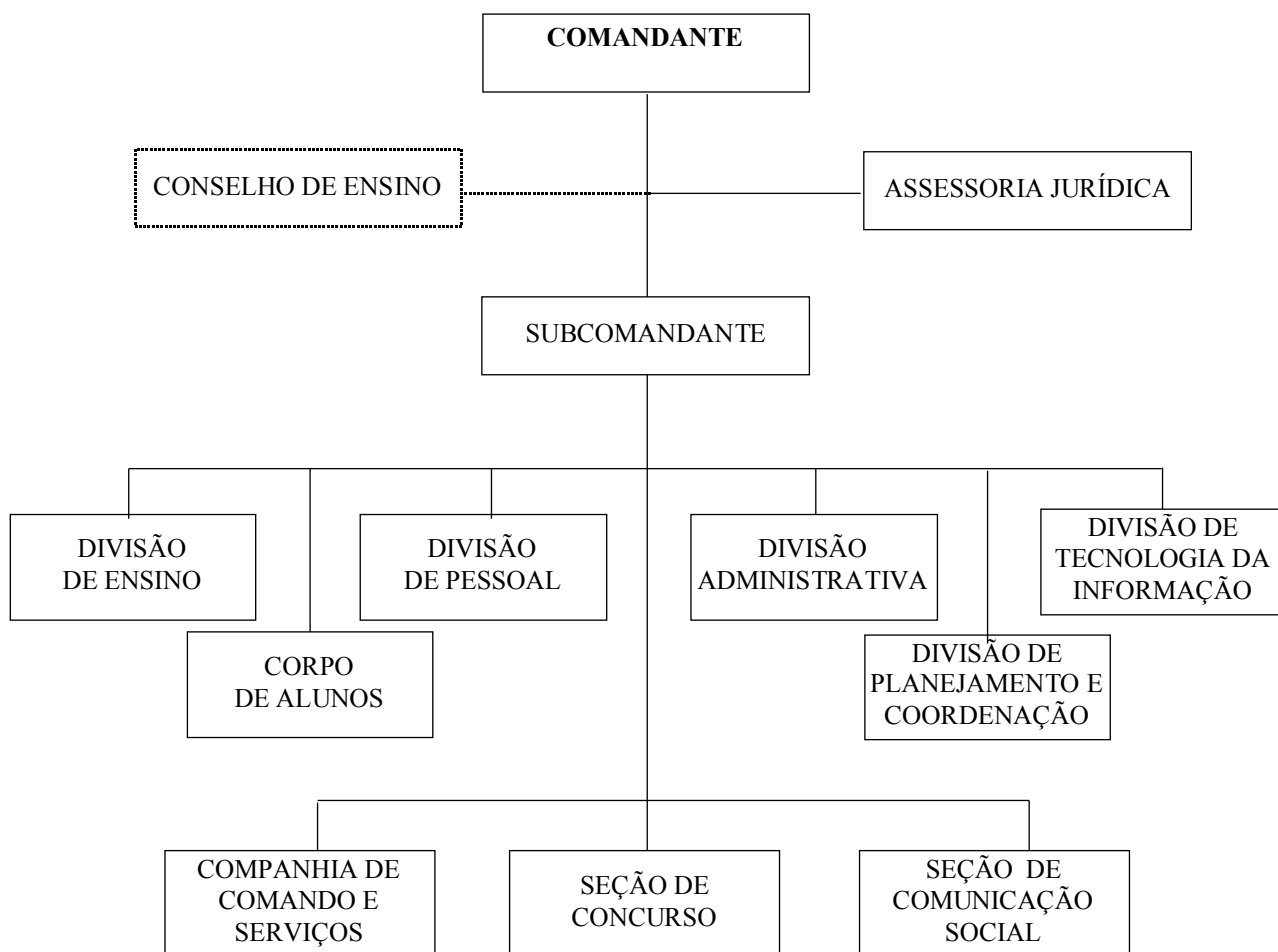 COMANDANTE
CONSELHO DE ENSINO
ASSESSORIA JURÍDICA
SUBCOMANDANTE
DIVISÃO
DE ENSINO
CORPO
DE ALUNOS
DIVISÃO
DE PESSOAL
DIVISÃO
ADMINISTRATIVA
DIVISÃO DE
PLANEJAMENTO E
COORDENAÇÃO
DIVISÃO DE
TECNOLOGIA DA
INFORMAÇÃO
COMPANHIA DE
COMANDO E
SERVIÇOS
SEÇÃO DE
CONCURSO
SEÇÃO DE
COMUNICAÇÃO
SOCIAL